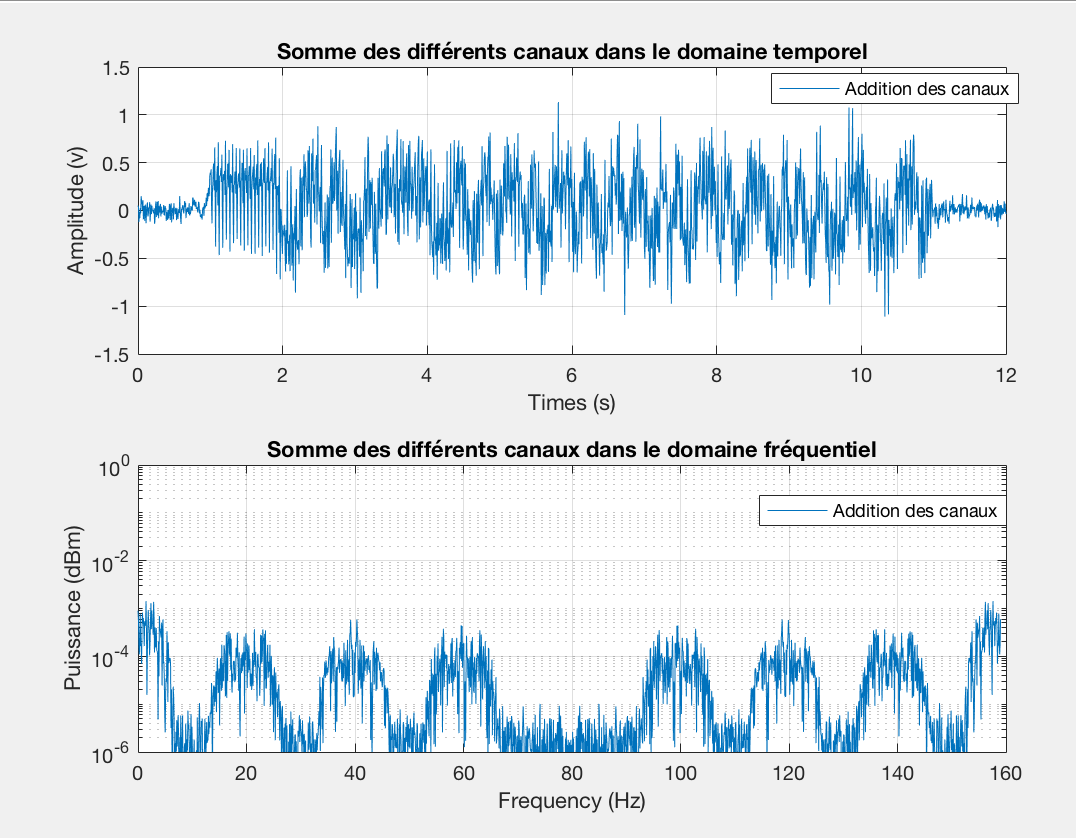 Somme des différents canaux dans le domaine temporel
Addition des canaux
Amplitude (v)
1.5
1
0.5
0
-0.5
-1
-1.5
0 2 4 6 8 10 12
Times (s)
Somme des différents canaux dans le domaine fréquentiel
Addition des canaux
Puissance (dBm)
10^0
10^-2
10^-4
10^-6
0 20 40 60 80 100 120 140 160
Frequency (Hz)